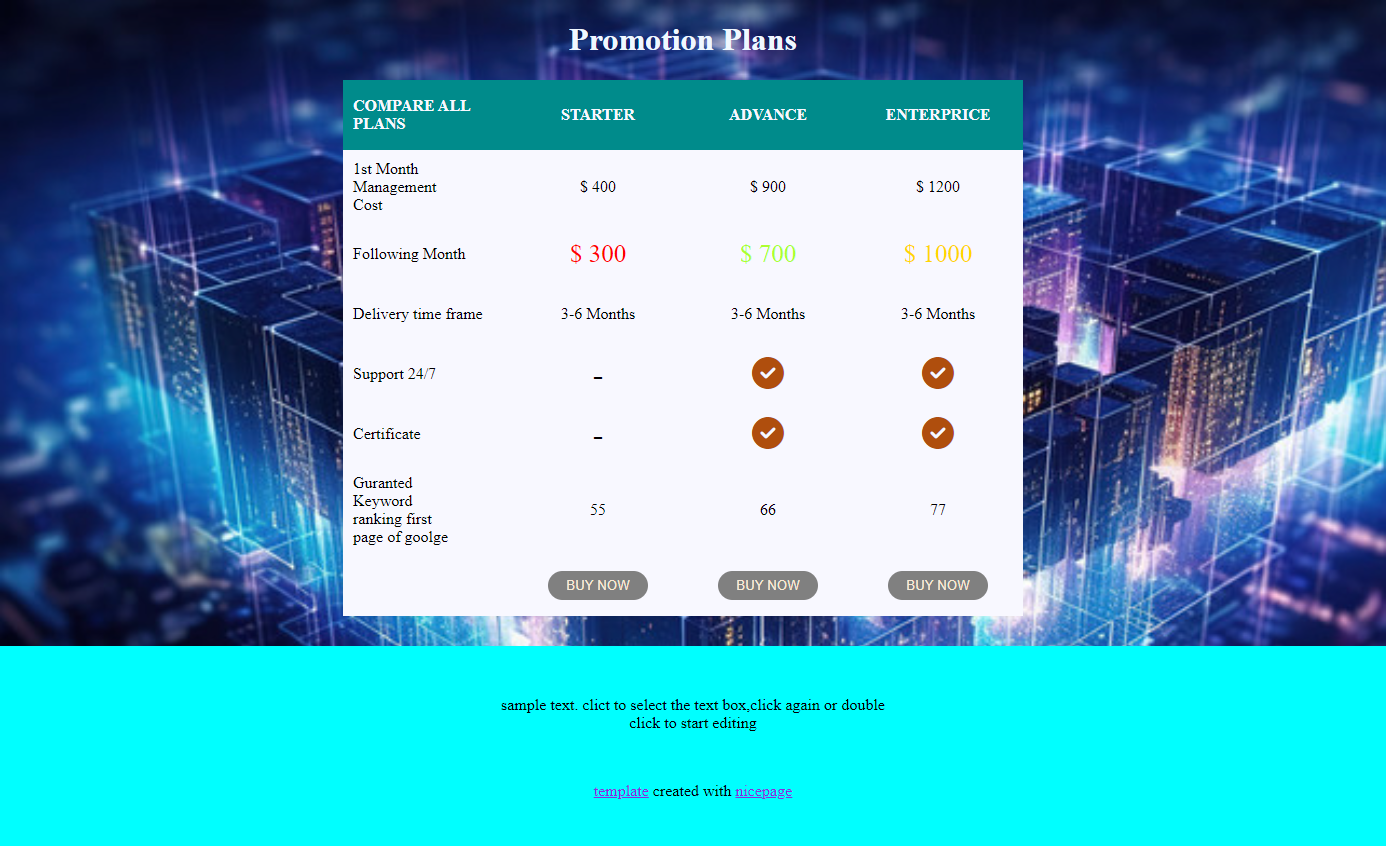 Promotion Plans
COMPARE ALL
PLANS
STARTER
ADVANCE
ENTERPRICE
1st Month
Management
Cost
$ 400
$ 900
$ 1200
Following Month
$ 300
$ 700
$ 1000
Delivery time frame
3-6 Months
3-6 Months
3-6 Months
Support 24/7
-
Certificate
-
Guranted
Keyword
ranking first
page of goolge
55
66
77
BUY NOW
BUY NOW
BUY NOW
sample text. clict to select the text box,click again or double
click to start editing
template created with nicepage